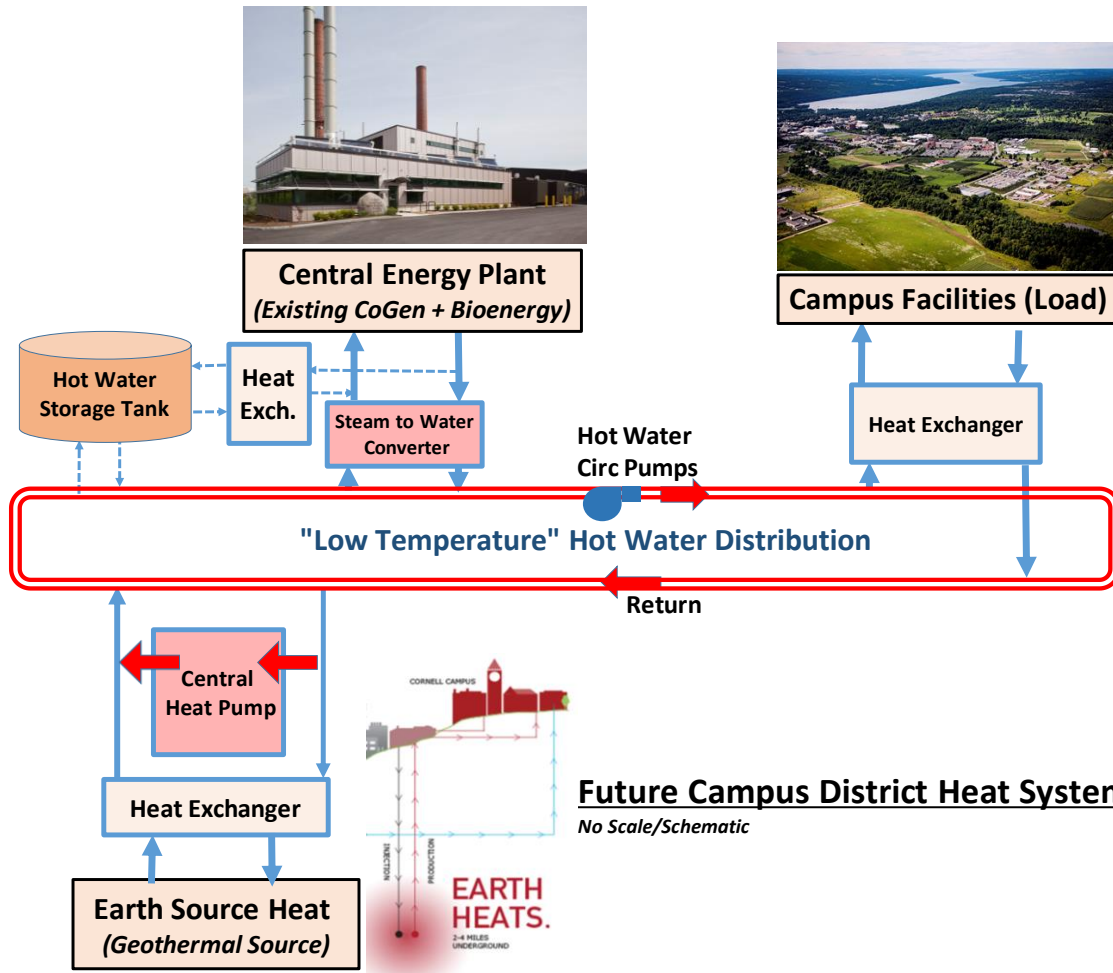 Central Energy Plant
(Existing CoGen + Bioenergy)
Campus Facilities (Load)
Hot Water
Storage Tank
Heat
Exch.
Steam to Water
Converter
Hot Water
Circ Pumps
Heat Exchanger
"Low Temperature" Hot Water Distribution
Return
Central
Heat Pump
CORNELL CAMPUS
Heat Exchanger
Future Campus District Heat System
No Scale/Schematic
INJECTION
PRODUCTION
EARTH
HEATS.
2-4 MILES
UNDERGROUND
Earth Source Heat
(Geothermal Source)